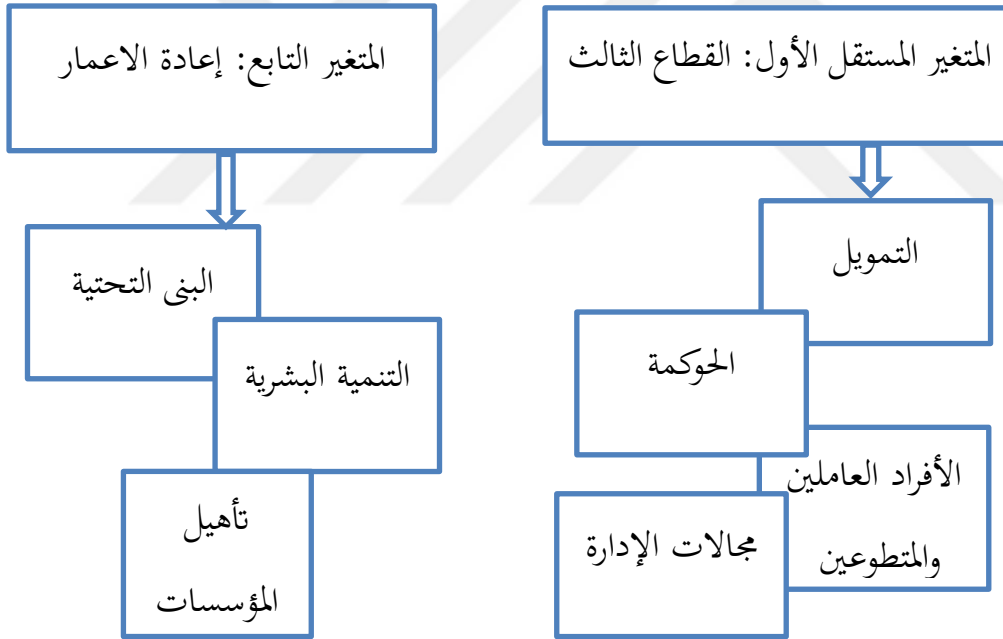 المتغير المستقل الأول: القطاع الثالث
التمويل
الحوكمة
الأفراد العاملين
والمتطوعين
مجالات الإدارة
المتغير التابع: إعادة الاعمار
البنى التحتية
التنمية البشرية
تأهيل
المؤسسات